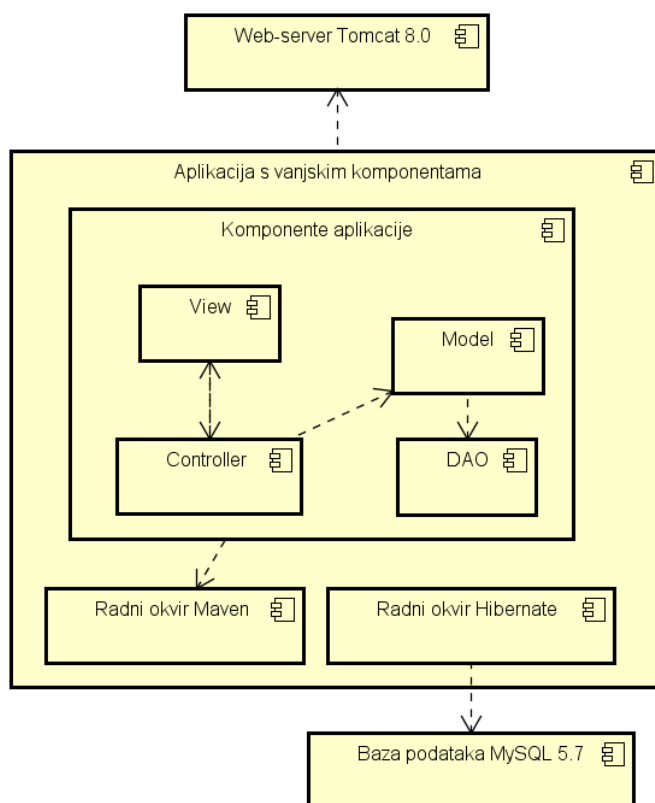 Web-server Tomcat 8.0
Aplikacija s vanjskim komponentama
Komponente aplikacije
View
Model
Controller
DAO
Radni okvir Maven
Radni okvir Hibernate
Baza podataka MySQL 5.7